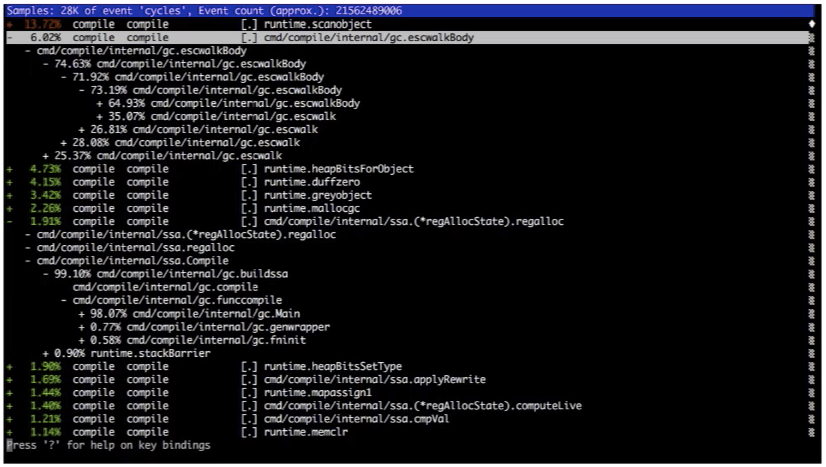 Samples: 28K of event 'cycles', Event count (approx.): 21562489006
+ 13.72% compile compile [.] runtime.scanobject
- 6.02% compile compile [.] cmd/compile/internal/gc.escwalkBody
- cmd/compile/internal/gc.escwalkBody
- 74.63% cmd/compile/internal/gc.escwalkBody
- 71.92% cmd/compile/internal/gc.escwalkBody
- 73.19% cmd/compile/internal/gc.escwalkBody
+ 64.93% cmd/compile/internal/gc.escwalkBody
+ 35.07% cmd/compile/internal/gc.escwalk
+ 26.81% cmd/compile/internal/gc.escwalk
+ 28.08% cmd/compile/internal/gc.escwalk
+ 25.37% cmd/compile/internal/gc.escwalk
+ 4.73% compile compile [.] runtime.heapBitsForObject
+ 4.15% compile compile [.] runtime.duffzero
+ 3.42% compile compile [.] runtime.greyobject
+ 2.26% compile compile [.] runtime.mallocgc
- 1.91% compile compile [.] cmd/compile/internal/ssa.(*regAllocState).regalloc
- cmd/compile/internal/ssa.(*regAllocState).regalloc
- cmd/compile/internal/ssa.regalloc
- cmd/compile/internal/ssa.Compile
- 99.10% cmd/compile/internal/gc.buildssa
cmd/compile/internal/gc.compile
- cmd/compile/internal/gc.funccompile
+ 98.07% cmd/compile/internal/gc.Main
+ 0.77% cmd/compile/internal/gc.genwrapper
+ 0.58% cmd/compile/internal/gc.fninit
+ 0.90% runtime.stackBarrier
+ 1.90% compile compile [.] runtime.heapBitsSetType
+ 1.69% compile compile [.] cmd/compile/internal/ssa.applyRewrite
+ 1.44% compile compile [.] runtime.mapassign1
+ 1.40% compile compile [.] cmd/compile/internal/ssa.(*regAllocState).computeLive
+ 1.21% compile compile [.] cmd/compile/internal/ssa.cmpVal
+ 1.14% compile compile [.] runtime.memclr
Press '?' for help on key bindings